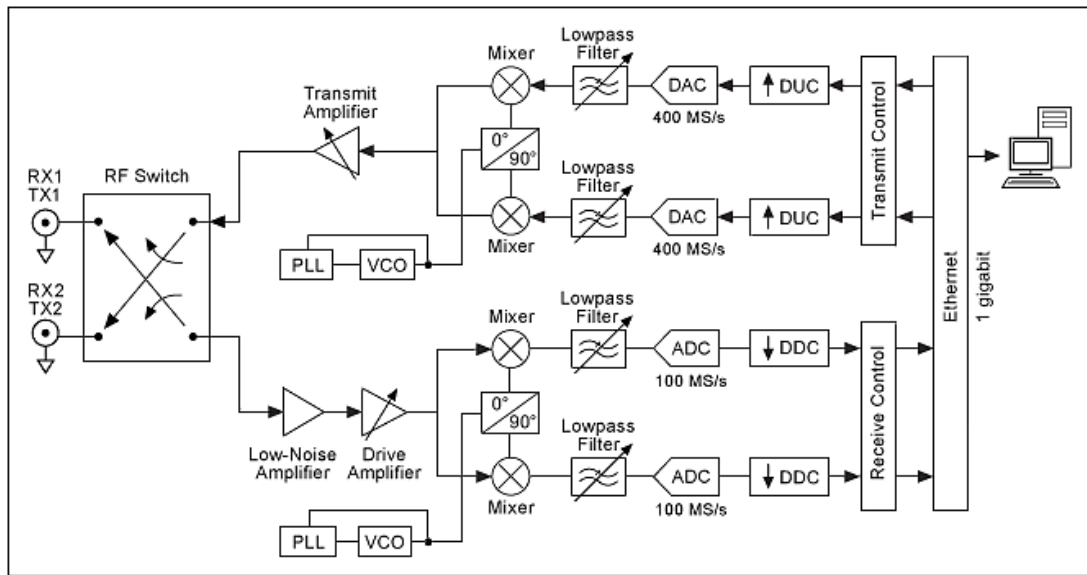 Mixer
Lowpass
Filter
DAC
400 MS/s
↑ DUC
Transmit Control
Transmit
Amplifier
0°
90°
Lowpass
Filter
Mixer
DAC
400 MS/s
↑ DUC
RX1
TX1
RF Switch
RX2
TX2
PLL
VCO
Ethernet
1 gigabit
Mixer
Lowpass
Filter
ADC
100 MS/s
↓ DDC
Receive Control
Low-Noise
Amplifier
Drive
Amplifier
0°
90°
Lowpass
Filter
Mixer
ADC
100 MS/s
↓ DDC
PLL
VCO